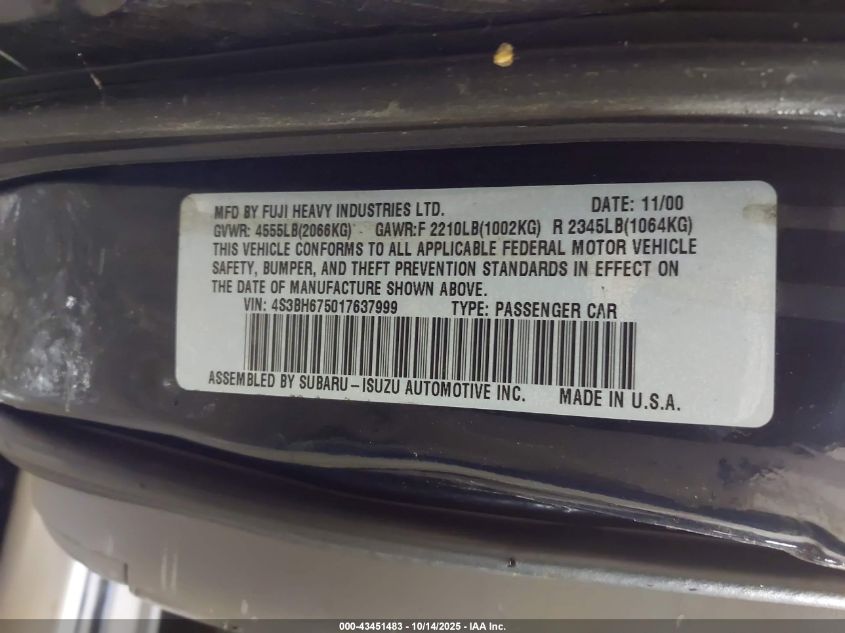 MFD BY FUJI HEAVY INDUSTRIES LTD. DATE: 11/00
GVWR: 4555LB(2066KG) GAWR:F 2210LB(1002KG) R 2345LB(1064KG)
THIS VEHICLE CONFORMS TO ALL APPLICABLE FEDERAL MOTOR VEHICLE
SAFETY, BUMPER, AND THEFT PREVENTION STANDARDS IN EFFECT ON
THE DATE OF MANUFACTURE SHOWN ABOVE.
VIN: 4S3BH675017637999 TYPE: PASSENGER CAR
ASSEMBLED BY SUBARU-ISUZU AUTOMOTIVE INC. MADE IN U.S.A.
000-43451483 - 10/14/2025 - IAA Inc.